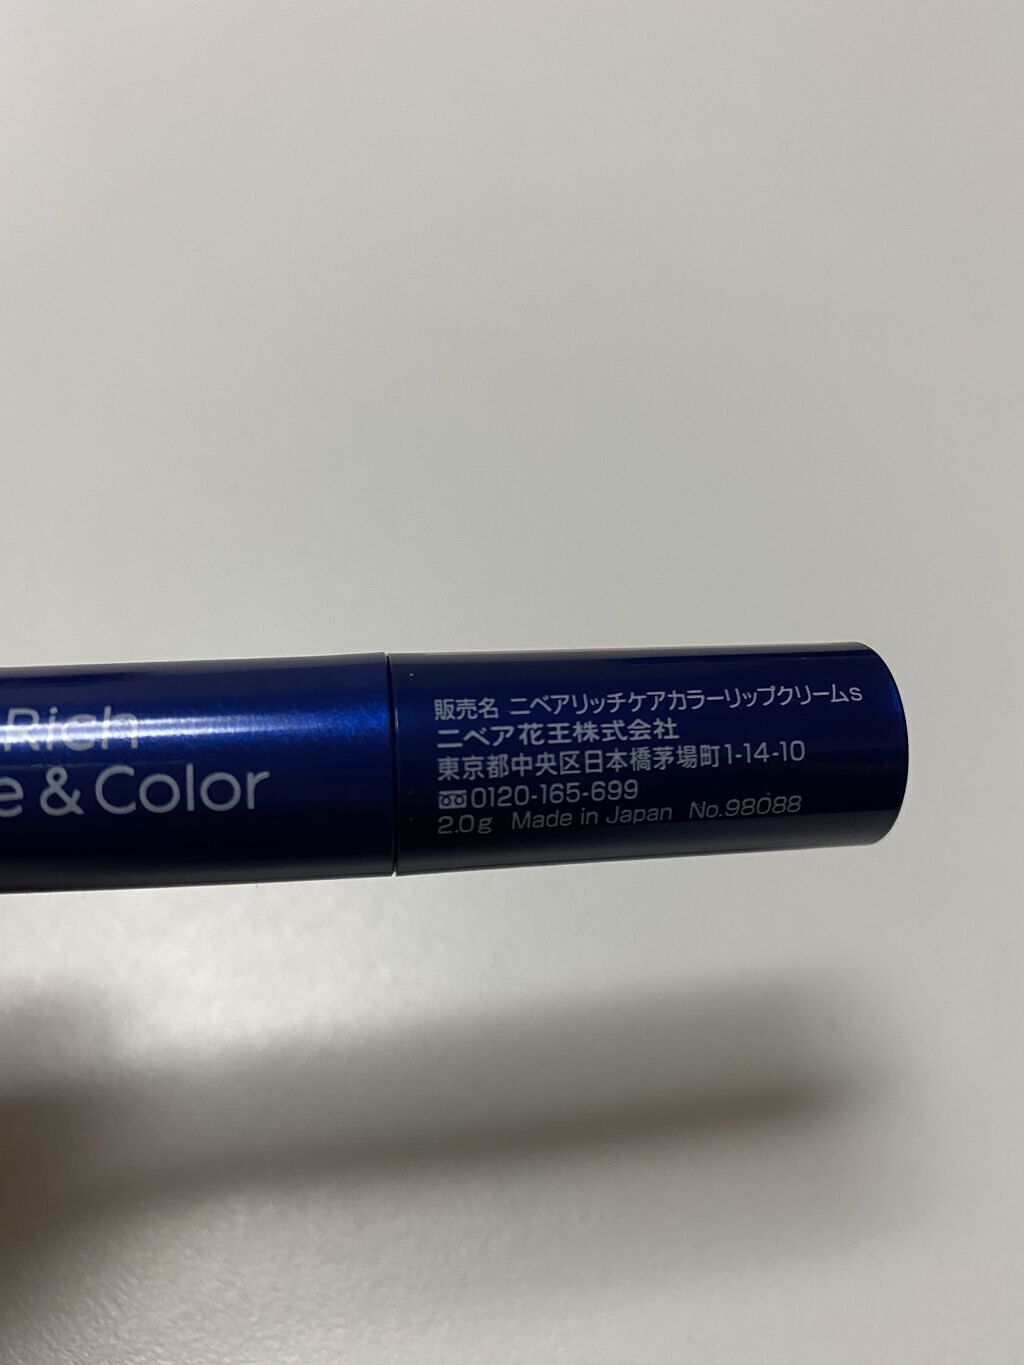 Rich
e & Color
販売名 ニベアリッチケアカラーリップクリームs
ニベア花王株式会社
東京都中央区日本橋茅場町1-14-10
0120-165-699
2.0g Made in Japan No.98088